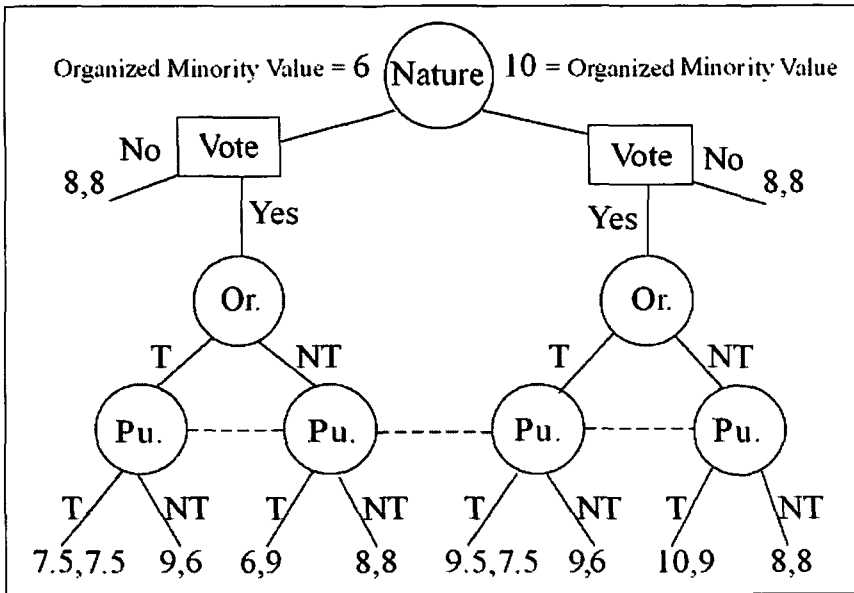 Organized Minority Value = 6 Nature 10 = Organized Minority Value
No Vote Vote No
8,8 8,8
Yes Yes
Or. Or.
T NT T NT
Pu. Pu. Pu. Pu.
T NT T NT T NT T NT
7.5,7.5 9,6 6,9 8,8 9.5,7.5 9,6 10,9 8,8